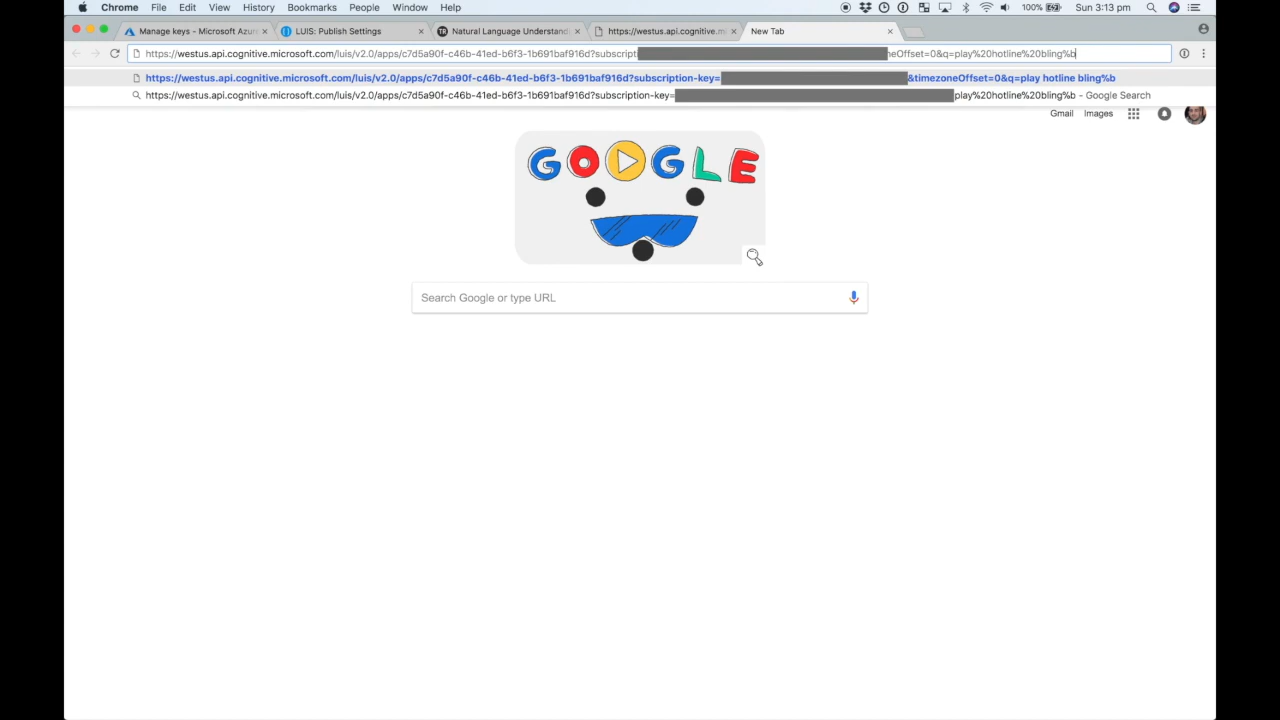 Chrome File Edit View History Bookmarks People Window Help 100% Sun 3:13 pm
Manage keys - Microsoft Azur LUIS: Publish Settings TR Natural Language Understandi https://westus.api.cognitive.mi New Tab
https://westus.api.cognitive.microsoft.com/luis/v2.0/apps/c7d5a90f-c46b-41ed-b6f3-1b691baf916d?subscripti eOffset=0&q=play%20hotline%20bling%b
https://westus.api.cognitive.microsoft.com/luis/v2.0/apps/c7d5a90f-c46b-41ed-b6f3-1b691baf916d?subscription-key= &timezoneOffset=0&q=play hotline bling%b
https://westus.api.cognitive.microsoft.com/luis/v2.0/apps/c7d5a90f-c46b-41ed-b6f3-1b691baf916d?subscription-key= play%20hotline%20bling%b - Google Search
Gmail Images
GOOGLE
Search Google or type URL